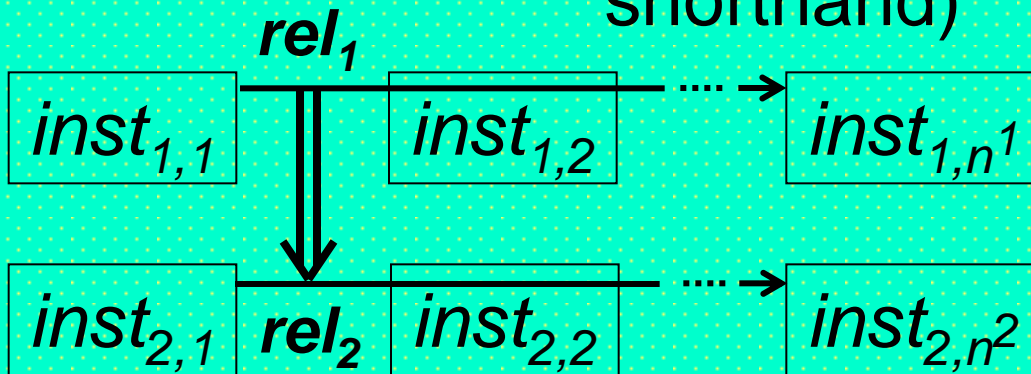 shorthand)
rel₁
inst₁,₁ inst₁,₂ .... inst₁,ₙ1
inst₂,₁ rel₂ inst₂,₂ .... inst₂,ₙ2